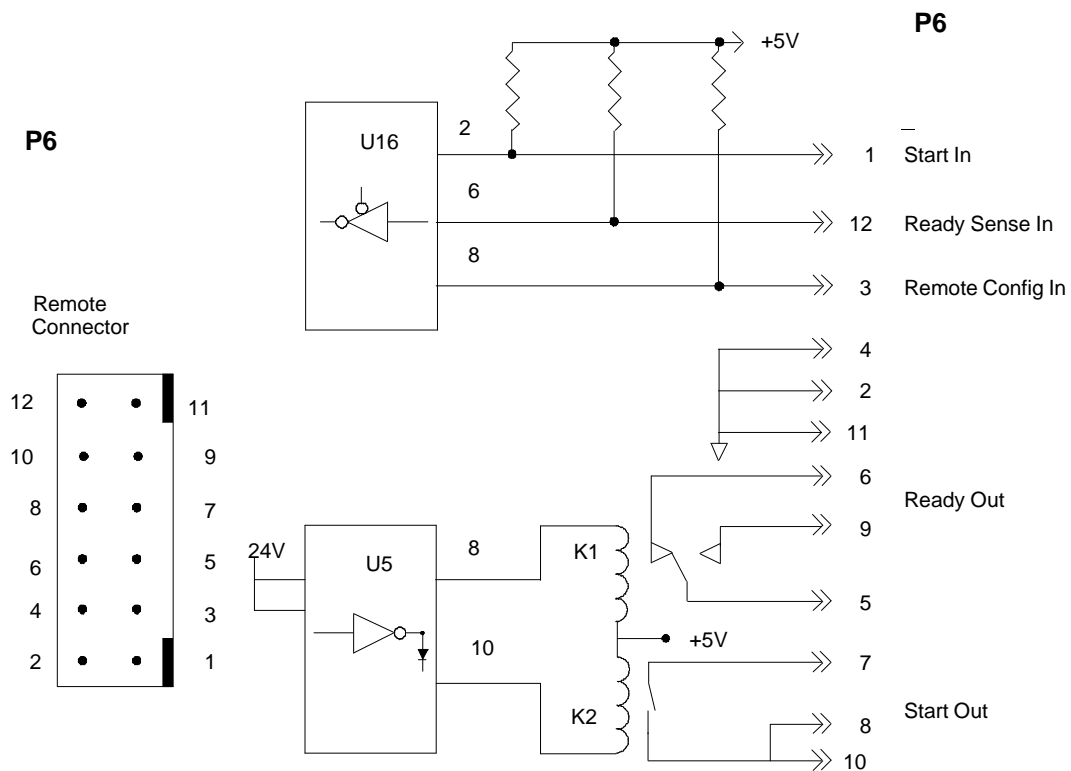 P6
+5V
P6
U16
2
1 Start In
6
12 Ready Sense In
8
3 Remote Config In
Remote
Connector
4
2
11
12
11
10
9
8
7
6
5
4
3
2
1
6
Ready Out
9
24V
U5
8
K1
5
+5V
10
7
K2
Start Out
8
10